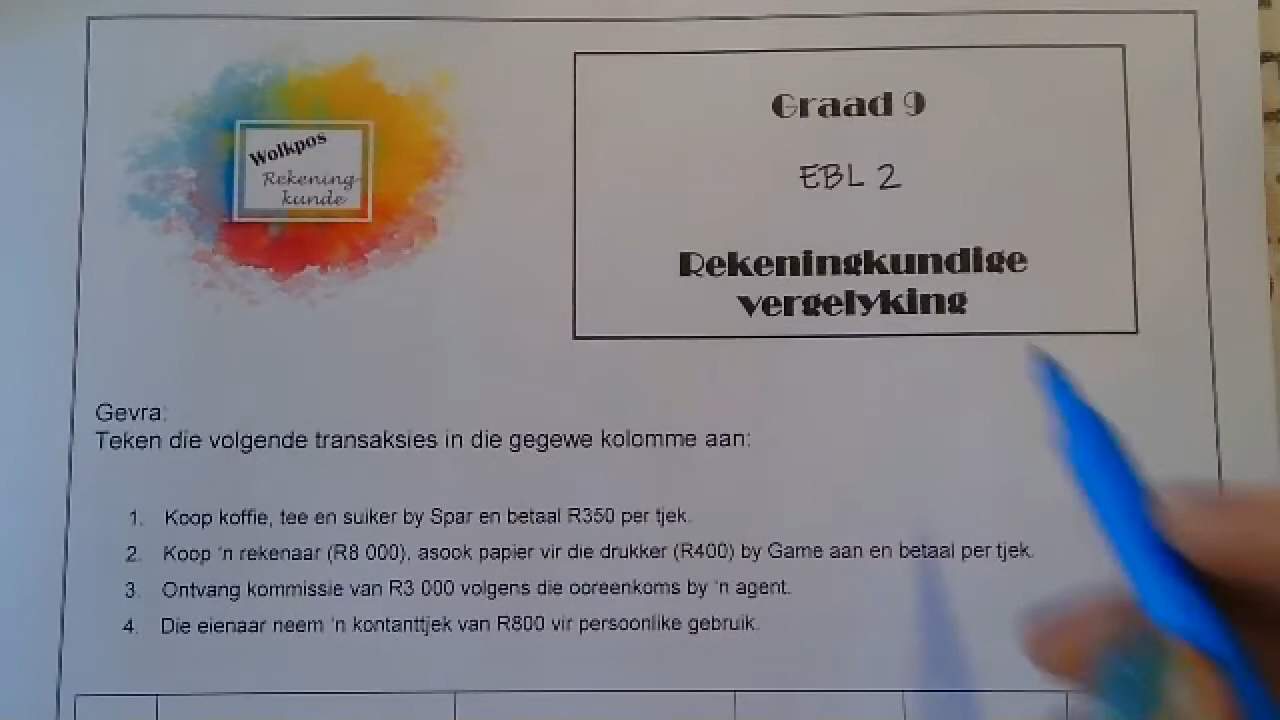 Wolkpos
Rekening-
kunde
Graad 9
EBL 2
Rekeningkundige
vergelyking
Gevra:
Teken die volgende transaksies in die gegewe kolomme aan:
1. Koop koffie, tee en suiker by Spar en betaal R350 per tjek.
2. Koop 'n rekenaar (R8 000), asook papier vir die drukker (R400) by Game aan en betaal per tjek.
3. Ontvang kommissie van R3 000 volgens die ooreenkoms by 'n agent.
4. Die eienaar neem 'n kontanttjek van R800 vir persoonlike gebruik.